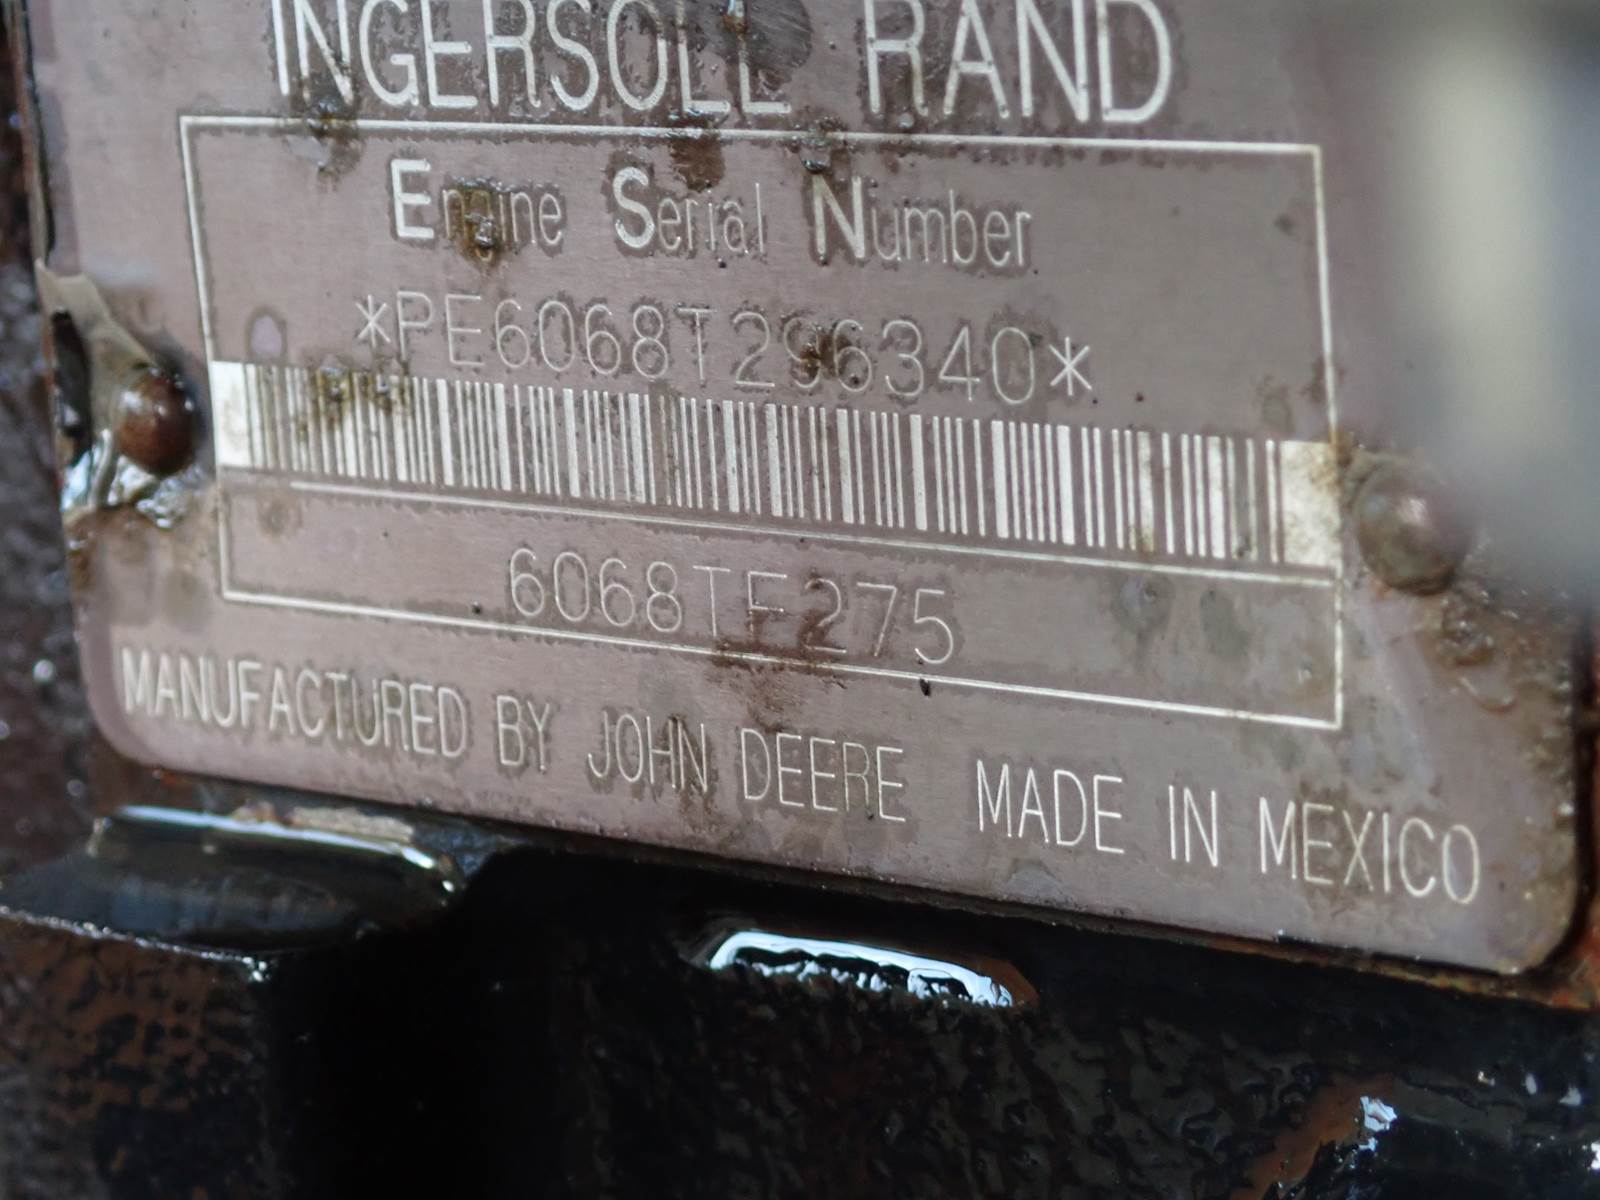 INGERSOLL RAND
Engine Serial Number
*PE6068T296340*
6068TF275
MANUFACTURED BY JOHN DEERE MADE IN MEXICO